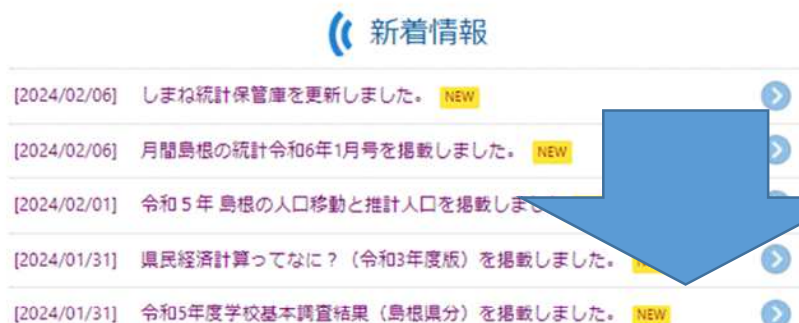 新着情報
[2024/02/06] しまね統計保管庫を更新しました。 NEW
[2024/02/06] 月間島根の統計令和6年1月号を掲載しました。 NEW
[2024/02/01] 令和５年 島根の人口移動と推計人口を掲載しまし
[2024/01/31] 県民経済計算ってなに？（令和3年度版）を掲載しました。
[2024/01/31] 令和5年度学校基本調査結果（島根県分）を掲載しました。 NEW